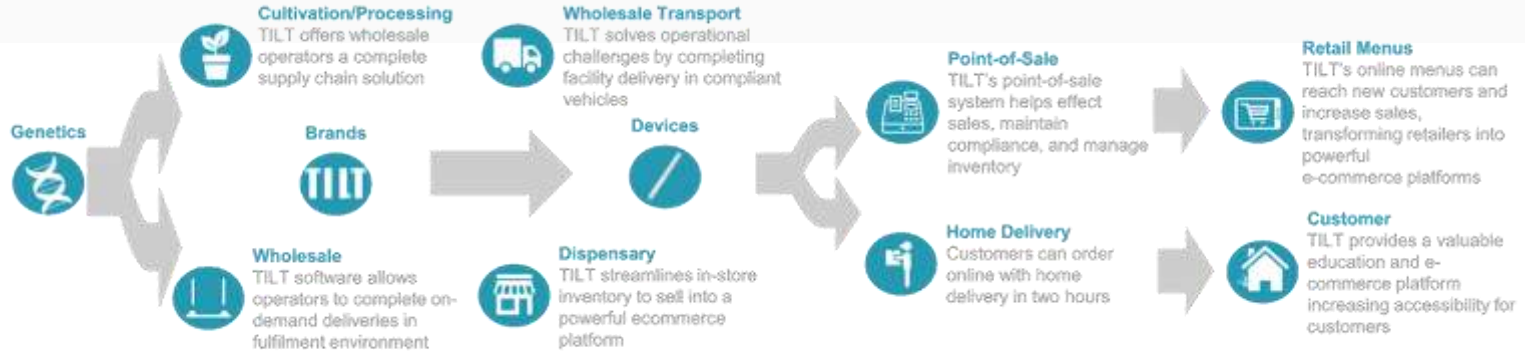 Genetics
Cultivation/Processing
TILT offers wholesale
operators a complete
supply chain solution
Brands
TILT
Wholesale
TILT software allows
operators to complete on-
demand deliveries in
fulfilment environment
Wholesale Transport
TILT solves operational
challenges by completing
facility delivery in compliant
vehicles
Devices
Dispensary
TILT streamlines in-store
inventory to sell into a
powerful ecommerce
platform
Point-of-Sale
TILT's point-of-sale
system helps effect
sales, maintain
compliance, and manage
inventory
Home Delivery
Customers can order
online with home
delivery in two hours
Retail Menus
TILT's online menus can
reach new customers and
increase sales,
transforming retailers into
powerful
e-commerce platforms
Customer
TILT provides a valuable
education and e-
commerce platform
increasing accessibility for
customers